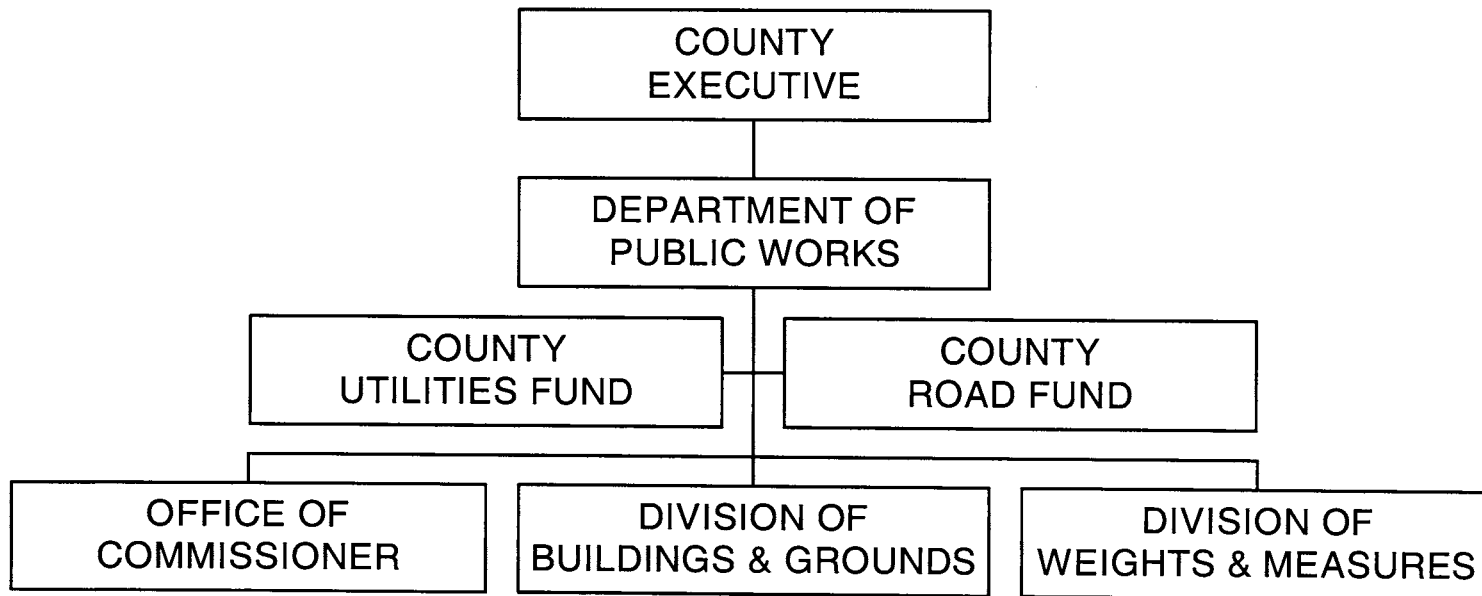 COUNTY
EXECUTIVE
DEPARTMENT OF
PUBLIC WORKS
COUNTY
UTILITIES FUND
COUNTY
ROAD FUND
OFFICE OF
COMMISSIONER
DIVISION OF
BUILDINGS & GROUNDS
DIVISION OF
WEIGHTS & MEASURES